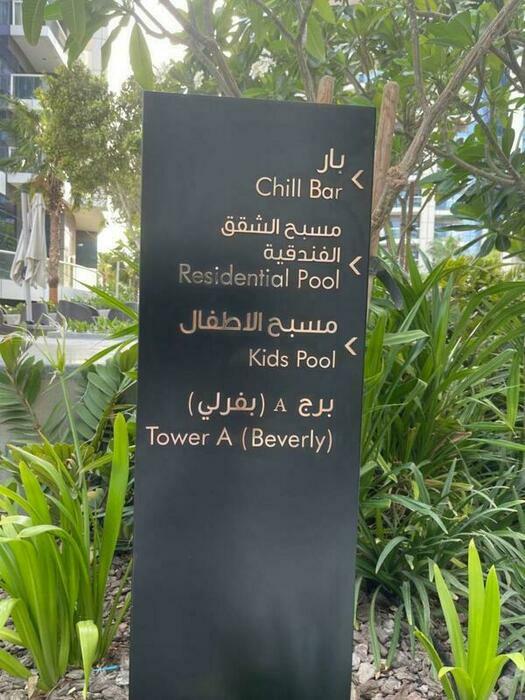 بار
Chill Bar
مسبح الشقق
الفندقية
Residential Pool
مسبح الاطفال
Kids Pool
برج A (بفرلي)
Tower A (Beverly)